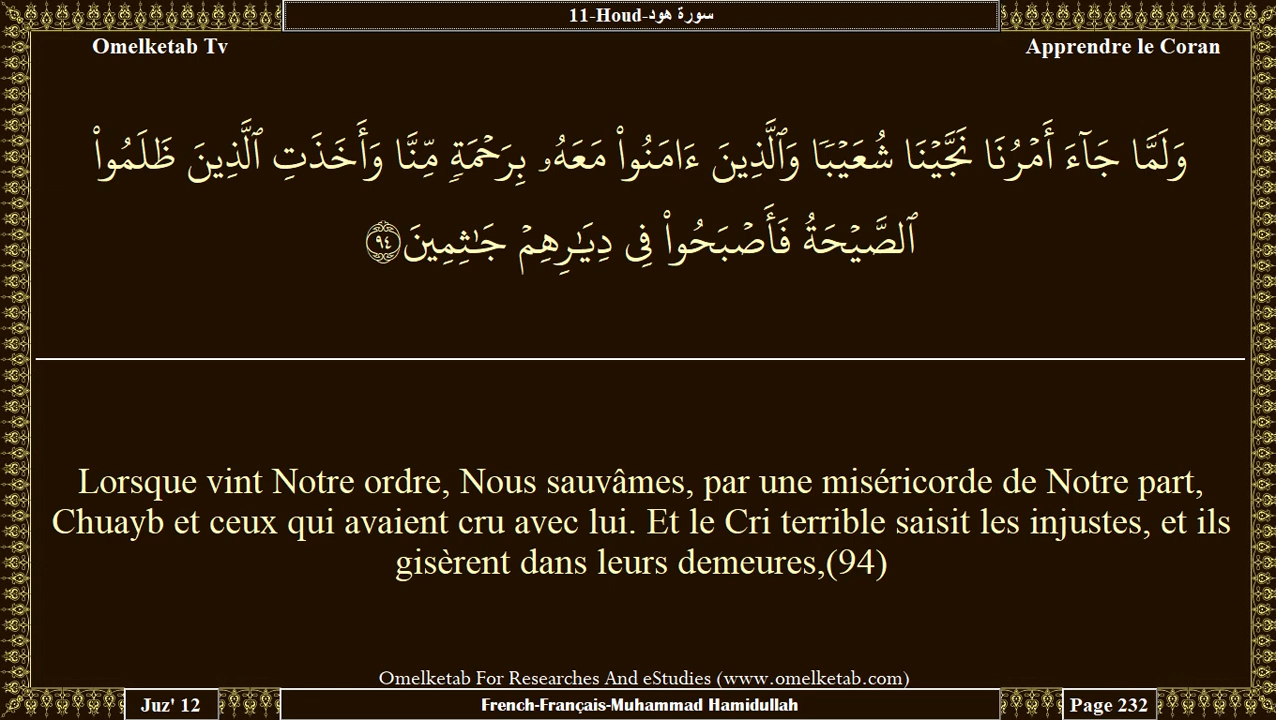 11-Houd-سورة هود
Omelketab Tv
Apprendre le Coran
وَلَمَّا جَآءَ أَمْرُنَا نَجَّيْنَا شُعَيْبًا وَٱلَّذِينَ ءَامَنُوا۟ مَعَهُۥ بِرَحْمَةٍ مِّنَّا وَأَخَذَتِ ٱلَّذِينَ ظَلَمُوا۟
ٱلصَّيْحَةُ فَأَصْبَحُوا۟ فِى دِيَـٰرِهِمْ جَـٰثِمِينَ ٩٤
Lorsque vint Notre ordre, Nous sauvâmes, par une miséricorde de Notre part,
Chuayb et ceux qui avaient cru avec lui. Et le Cri terrible saisit les injustes, et ils
gisèrent dans leurs demeures,(94)
Omelketab For Researches And eStudies (www.omelketab.com)
Juz' 12
French-Français-Muhammad Hamidullah
Page 232